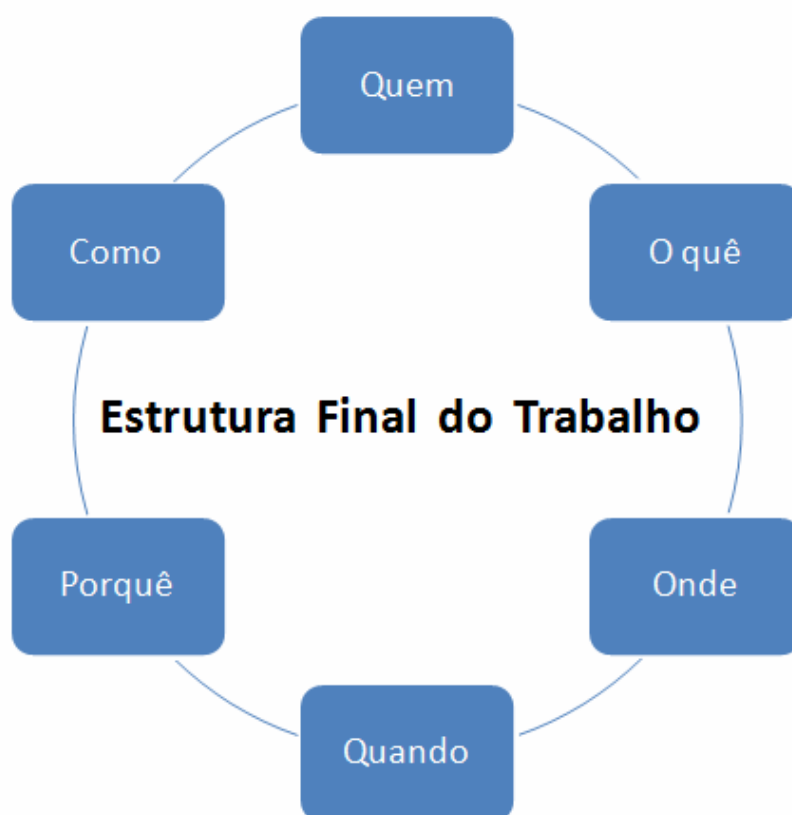 Quem
Como
O quê
Estrutura Final do Trabalho
Porquê
Onde
Quando